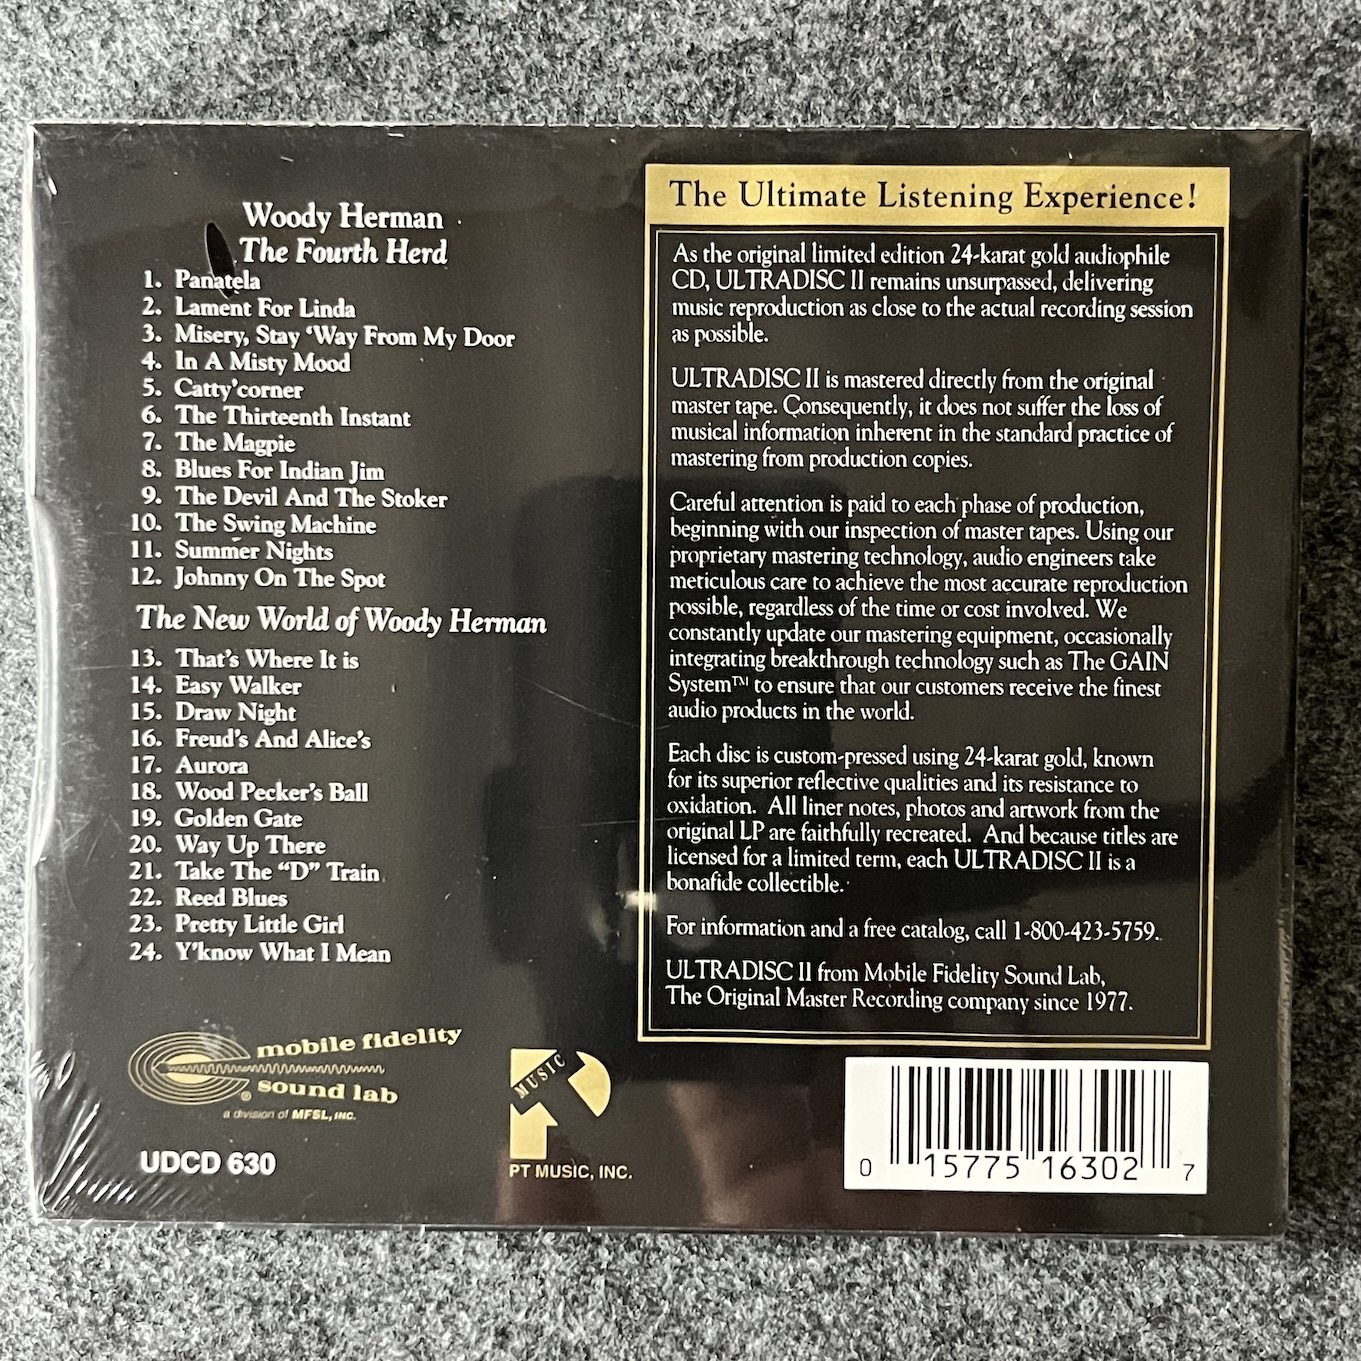 Woody Herman
The Fourth Herd
1. Panatela
2. Lament For Linda
3. Misery, Stay ‘Way From My Door
4. In A Misty Mood
5. Catty’corner
6. The Thirteenth Instant
7. The Magpie
8. Blues For Indian Jim
9. The Devil And The Stoker
10. The Swing Machine
11. Summer Nights
12. Johnny On The Spot
The New World of Woody Herman
13. That’s Where It is
14. Easy Walker
15. Draw Night
16. Freud’s And Alice’s
17. Aurora
18. Wood Pecker’s Ball
19. Golden Gate
20. Way Up There
21. Take The “D” Train
22. Reed Blues
23. Pretty Little Girl
24. Y’know What I Mean
mobile fidelity
sound lab
®
a division of MFSL, INC.
UDCD 630
MUSIC
PT MUSIC, INC.
The Ultimate Listening Experience!
As the original limited edition 24-karat gold audiophile
CD, ULTRADISC II remains unsurpassed, delivering
music reproduction as close to the actual recording session
as possible.
ULTRADISC II is mastered directly from the original
master tape. Consequently, it does not suffer the loss of
musical information inherent in the standard practice of
mastering from production copies.
Careful attention is paid to each phase of production,
beginning with our inspection of master tapes. Using our
proprietary mastering technology, audio engineers take
meticulous care to achieve the most accurate reproduction
possible, regardless of the time or cost involved. We
constantly update our mastering equipment, occasionally
integrating breakthrough technology such as The GAIN
System™ to ensure that our customers receive the finest
audio products in the world.
Each disc is custom-pressed using 24-karat gold, known
for its superior reflective qualities and its resistance to
oxidation. All liner notes, photos and artwork from the
original LP are faithfully recreated. And because titles are
licensed for a limited term, each ULTRADISC II is a
bonafide collectible.
For information and a free catalog, call 1-800-423-5759.
ULTRADISC II from Mobile Fidelity Sound Lab,
The Original Master Recording company since 1977.
0 15775 16302 7